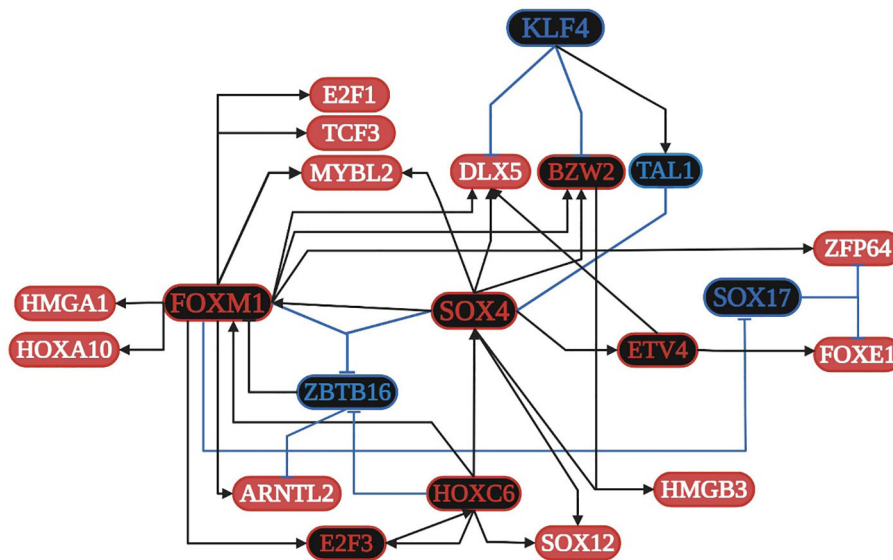 KLF4
E2F1
TCF3
MYBL2
DLX5
BZW2
TAL1
ZFP64
HMGA1
FOXM1
SOX4
SOX17
HOXA10
ETV4
FOXE1
ZBTB16
ARNTL2
HOXC6
HMGB3
E2F3
SOX12